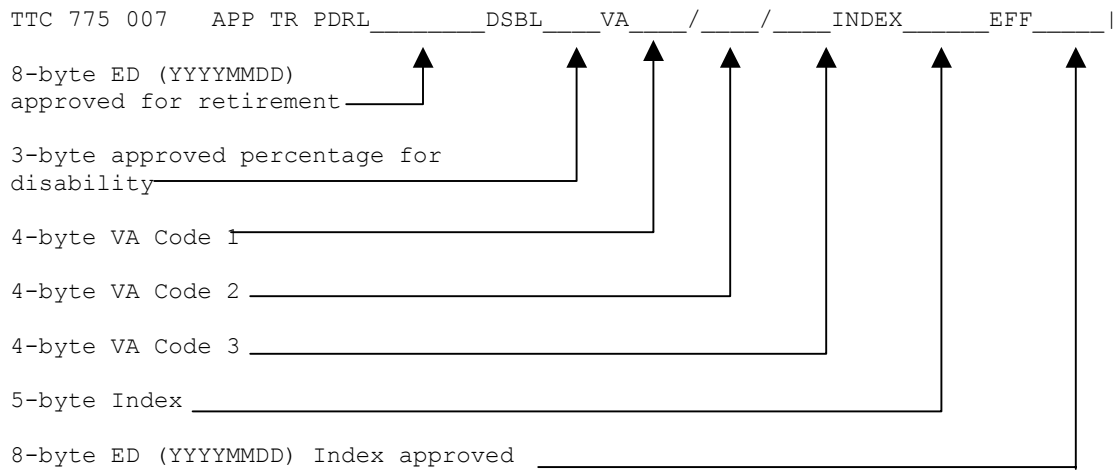 TTC 775 007   APP TR PDRL________DSBL____VA____/____/____INDEX______EFF_____|
8-byte ED (YYYYMMDD)
approved for retirement
3-byte approved percentage for
disability
4-byte VA Code 1
4-byte VA Code 2
4-byte VA Code 3
5-byte Index
8-byte ED (YYYYMMDD) Index approved